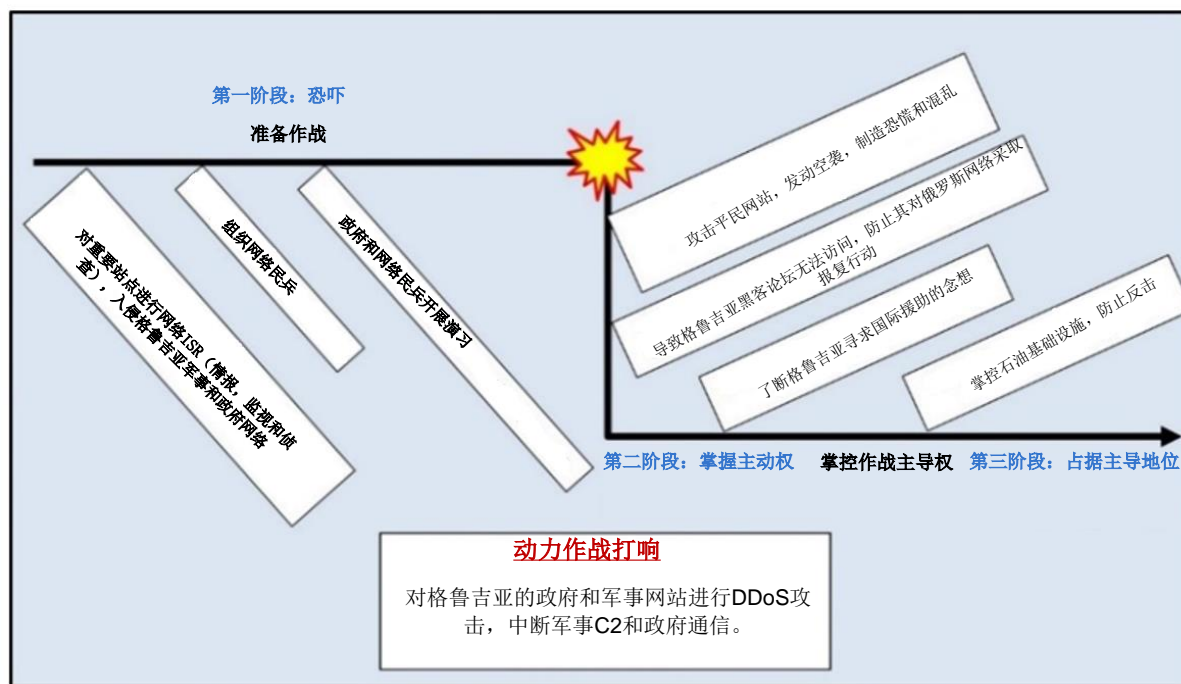 第一阶段：恐吓
准备作战
对重要站点进行网络ISR（情报，监视和侦
查），入侵格鲁吉亚军事和政府网络
组织网络民兵
政府和网络民兵开展演习
攻击平民网站，发动空袭，制造恐慌和混乱
导致格鲁吉亚黑客论坛无法访问，防止其对俄罗斯网络采取
报复行动
了断格鲁吉亚寻求国际援助的念想
掌控石油基础设施，防止反击
第二阶段：掌握主动权
掌控作战主导权
第三阶段：占据主导地位
动力作战打响
对格鲁吉亚的政府和军事网站进行DDoS攻
击，中断军事C2和政府通信。